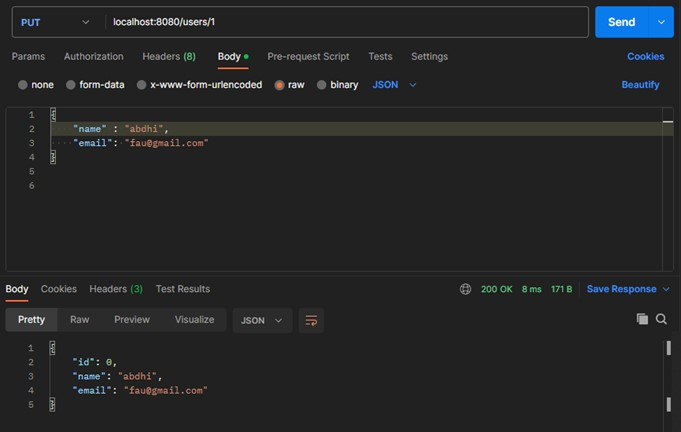 PUT localhost:8080/users/1 Send
Params Authorization Headers (8) Body Pre-request Script Tests Settings Cookies
none form-data x-www-form-urlencoded raw binary JSON Beautify
1 {
2 "name" : "abdhi",
3 "email": "fau@gmail.com"
4 }
5
6
Body Cookies Headers (3) Test Results 200 OK 8 ms 171 B Save Response
Pretty Raw Preview Visualize JSON
1 {
2 "id": 0,
3 "name": "abdhi",
4 "email": "fau@gmail.com"
5 }